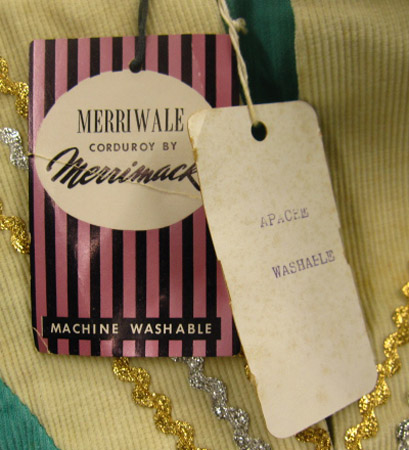 MERRIWALE
CORDUROY BY
Merrimack
MACHINE WASHABLE
APACHE
WASHABLE